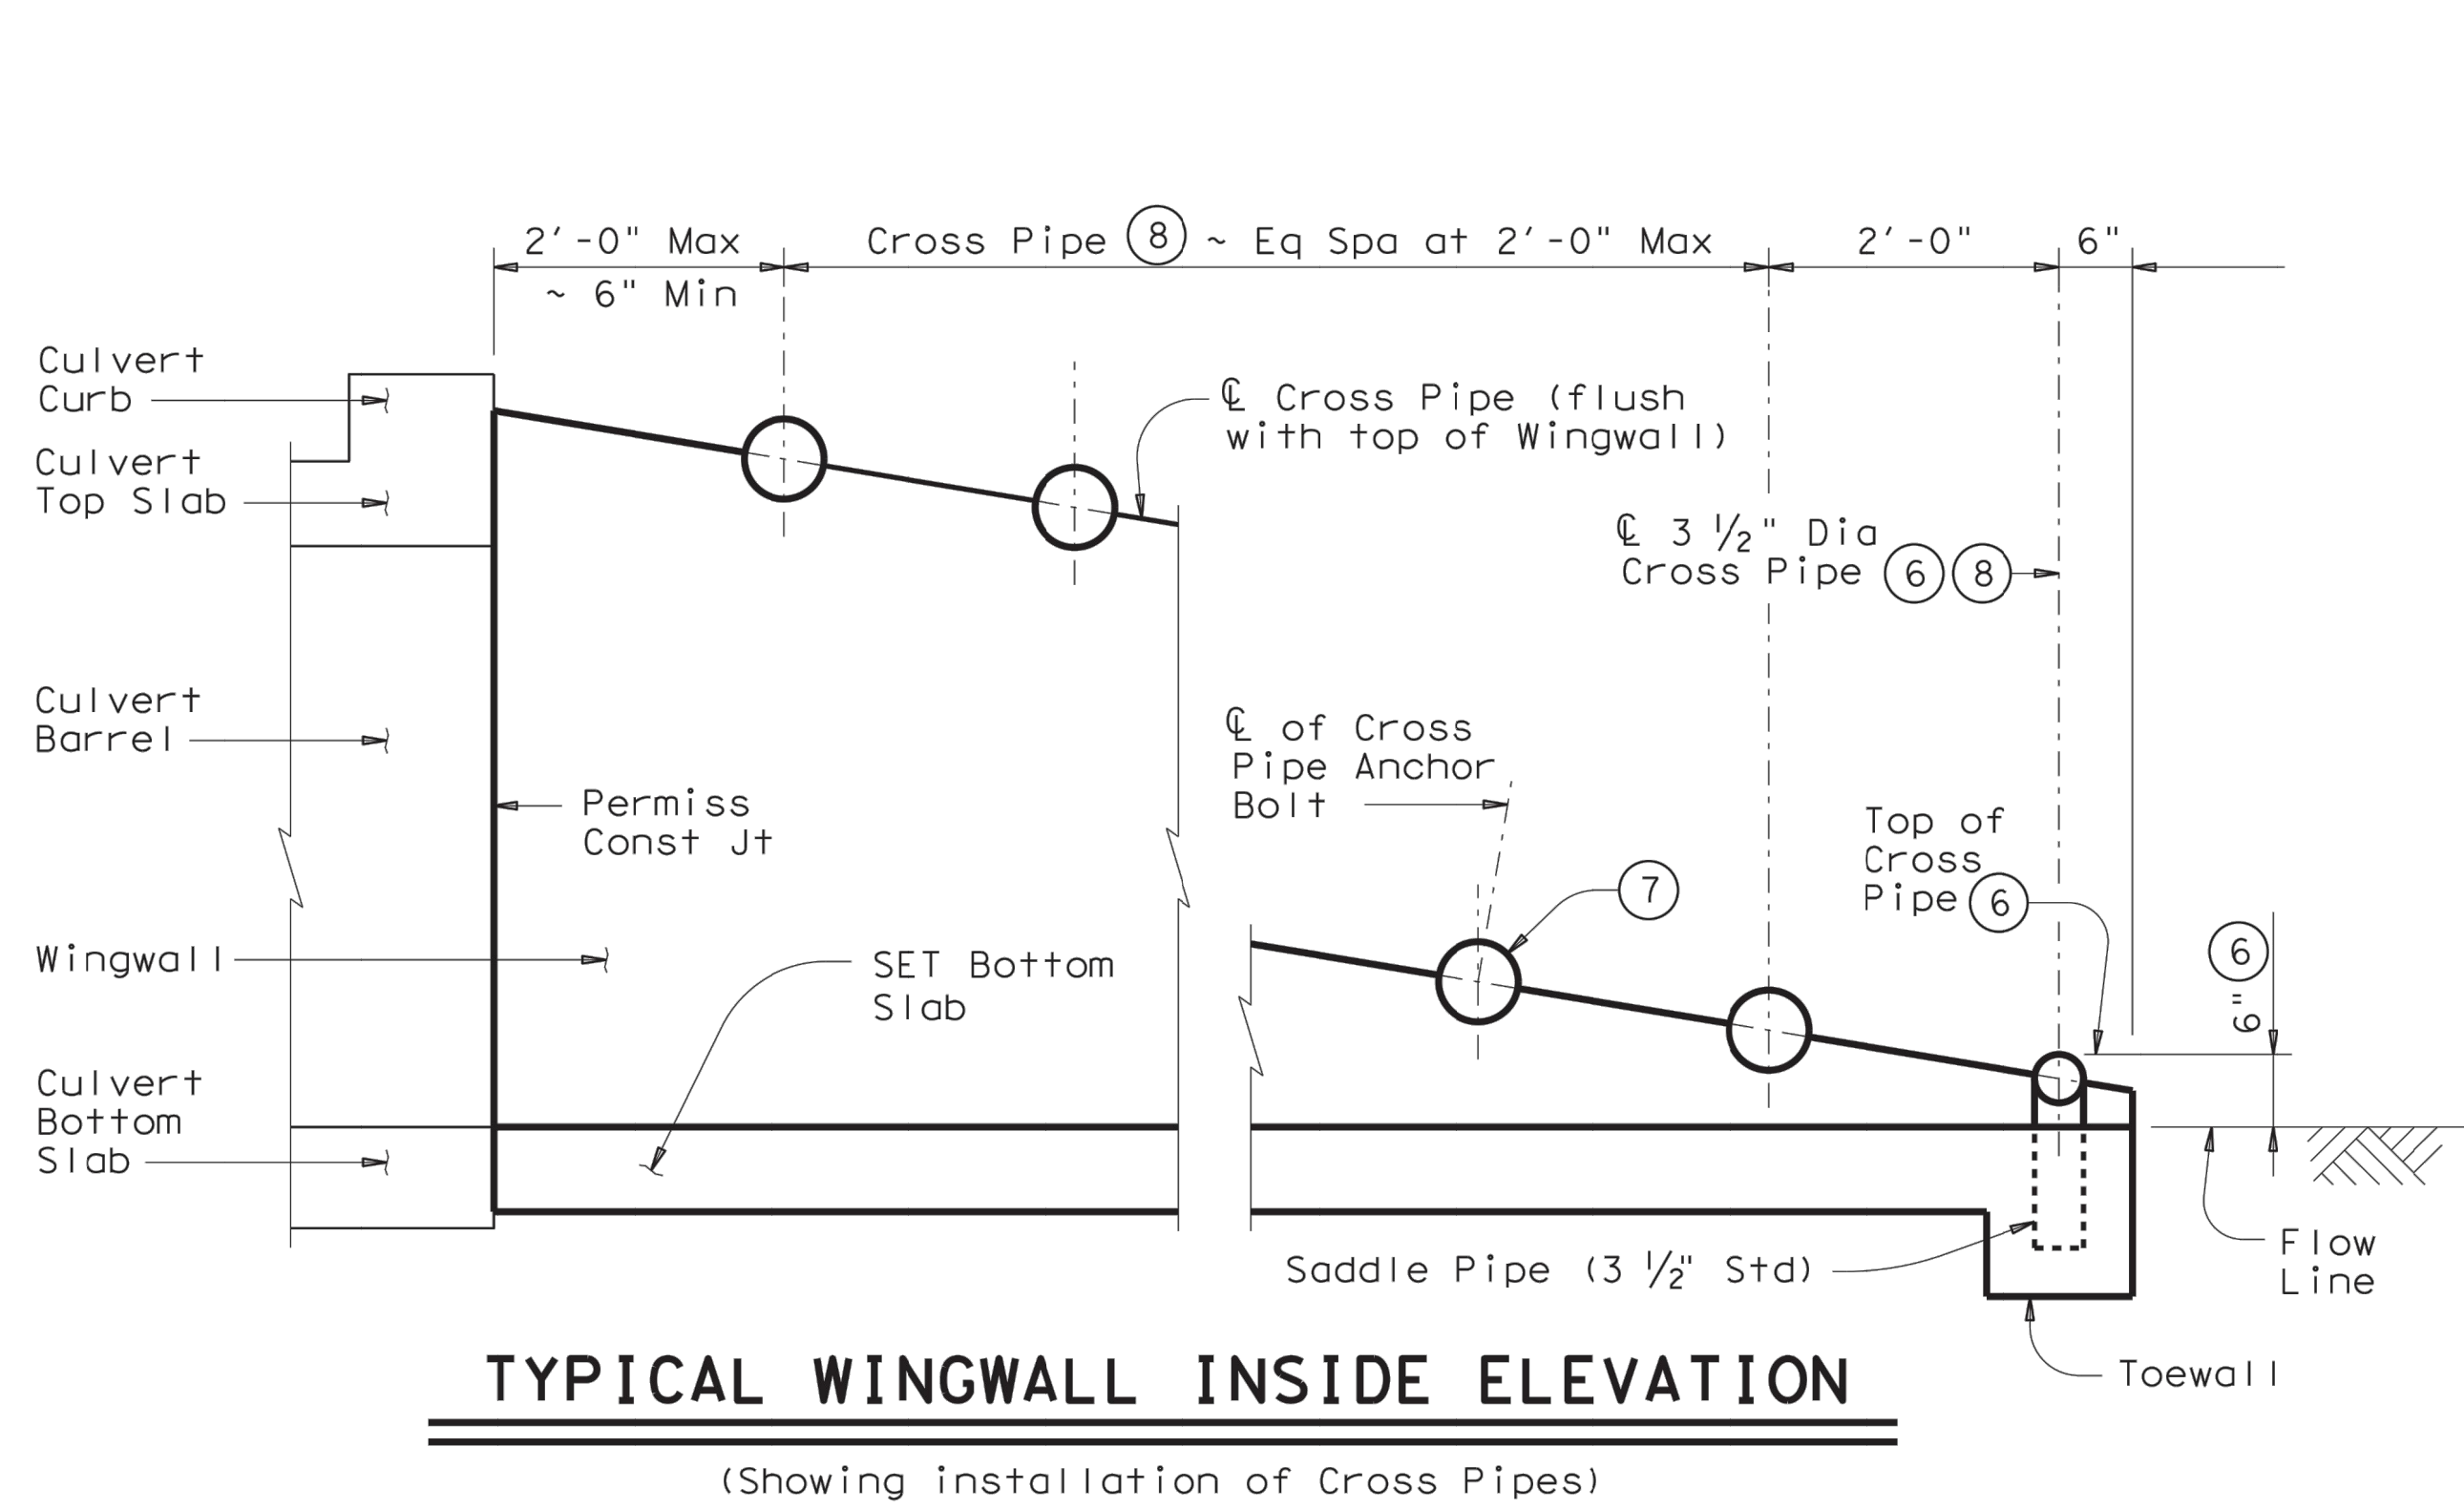 2'-0" Max
~ 6" Min
Cross Pipe 8 ~ Eq Spa at 2'-0" Max
2'-0"
6"
Culvert
Curb
Culvert
Top Slab
℄ Cross Pipe (flush
with top of Wingwall)
℄ 3 ½" Dia
Cross Pipe 6 8
Culvert
Barrel
℄ of Cross
Pipe Anchor
Bolt
Permiss
Const Jt
Top of
Cross
Pipe 6
7
6" 6
Wingwall
SET Bottom
Slab
Culvert
Bottom
Slab
Saddle Pipe (3 ½" Std)
Flow
Line
Toewall
TYPICAL WINGWALL INSIDE ELEVATION
(Showing installation of Cross Pipes)